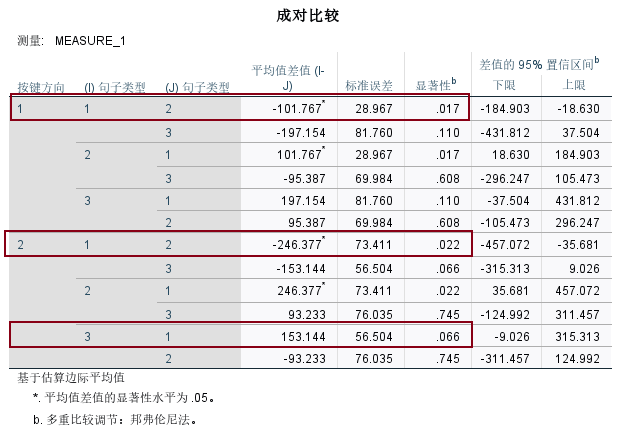 成对比较
测量: MEASURE_1
按键方向 (I) 句子类型 (J) 句子类型 平均值差值 (I-J) 标准误差 显著性b 差值的 95% 置信区间b 下限 上限
1 1 2 -101.767* 28.967 .017 -184.903 -18.630
3 -197.154 81.760 .110 -431.812 37.504
2 1 101.767* 28.967 .017 18.630 184.903
3 -95.387 69.984 .608 -296.247 105.473
3 1 197.154 81.760 .110 -37.504 431.812
2 95.387 69.984 .608 -105.473 296.247
2 1 2 -246.377* 73.411 .022 -457.072 -35.681
3 -153.144 56.504 .066 -315.313 9.026
2 1 246.377* 73.411 .022 35.681 457.072
3 93.233 76.035 .745 -124.992 311.457
3 1 153.144 56.504 .066 -9.026 315.313
2 -93.233 76.035 .745 -311.457 124.992
基于估算边际平均值
*. 平均值差值的显著性水平为 .05。
b. 多重比较调节：邦弗伦尼法。